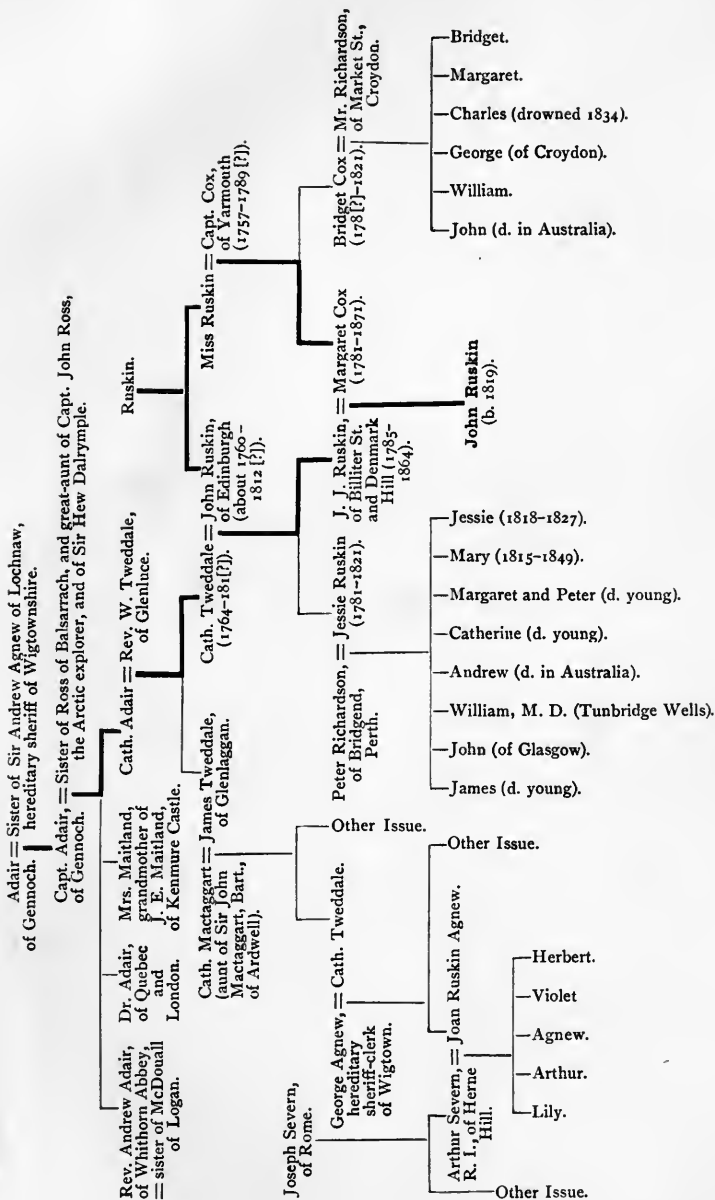 Adair = Sister of Sir Andrew Agnew of Lochnaw,
of Gennoch. hereditary sheriff of Wigtownshire.
Capt. Adair, = Sister of Ross of Balsarrach, and great-aunt of Capt. John Ross,
of Gennoch. the Arctic explorer, and of Sir Hew Dalrymple.
Rev. Andrew Adair,
of Whithorn Abbey,
= sister of McDouall
of Logan.
Dr. Adair,
of Quebec
and
London.
Mrs. Maitland,
grandmother of
J. E. Maitland,
of Kenmure Castle.
Cath. Adair = Rev. W. Tweddale,
of Glenluce.
Ruskin.
Cath. Mactaggart = James Tweddale,
(aunt of Sir John of Glenlaggan.
Mactaggart, Bart.,
of Ardwell).
Cath. Tweddale = John Ruskin,
(1764-181[?]). of Edinburgh
(about 1760-
1812 [?]).
Miss Ruskin = Capt. Cox,
of Yarmouth
(1757-1789 [?]).
Joseph Severn,
of Rome.
George Agnew, = Cath. Tweddale.
hereditary
sheriff-clerk
of Wigtown.
Other Issue.
Peter Richardson, = Jessie Ruskin
of Bridgend, (1781-1821).
Perth.
J. J. Ruskin, = Margaret Cox
of Billiter St. (1781-1871).
and Denmark
Hill (1785-
1864).
Bridget Cox = Mr. Richardson,
(178[?]-1821). of Market St.,
Croydon.
Other Issue.
Arthur Severn, = Joan Ruskin Agnew.
R. I., of Herne
Hill.
Other Issue.
Jessie (1818-1827).
Mary (1815-1849).
Margaret and Peter (d. young).
Catherine (d. young).
Andrew (d. in Australia).
William, M. D. (Tunbridge Wells).
John (of Glasgow).
James (d. young).
John Ruskin
(b. 1819).
Bridget.
Margaret.
Charles (drowned 1834).
George (of Croydon).
William.
John (d. in Australia).
Herbert.
Violet
Agnew.
Arthur.
Lily.